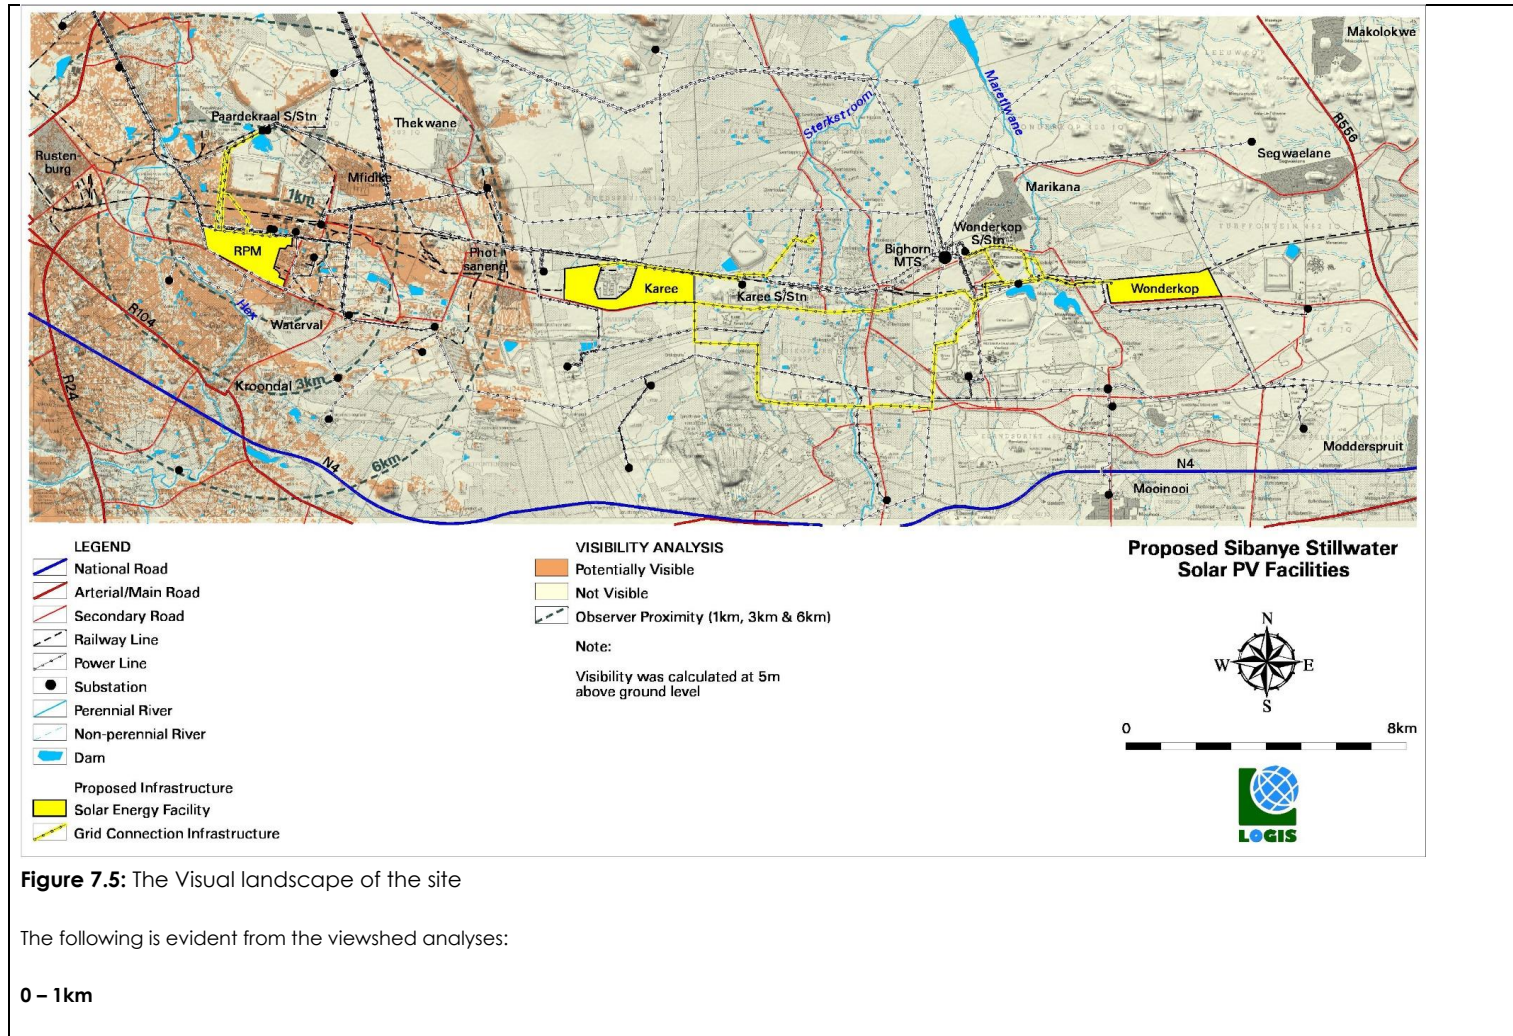 Makolokwe
R556
Segwaelane
Sterkstroom
Maretlwane
Thekwane
Paardekraal S/Stn
Rusten-
burg
Mfidike
1km
RPM
Hex
Waterval
R104
R24
Kroondal
3km
6km
N4
Phot-
saneng
Karee
Karee S/Stn
Bighorn
MTS
Wonderkop
S/Stn
Marikana
Wonderkop
Modderspruit
N4
Mooinooi
LEGEND
National Road
Arterial/Main Road
Secondary Road
Railway Line
Power Line
Substation
Perennial River
Non-perennial River
Dam
Proposed Infrastructure
Solar Energy Facility
Grid Connection Infrastructure
VISIBILITY ANALYSIS
Potentially Visible
Not Visible
Observer Proximity (1km, 3km & 6km)
Note:
Visibility was calculated at 5m
above ground level
Proposed Sibanye Stillwater
Solar PV Facilities
N
W E
S
0 8km
LOGIS
Figure 7.5: The Visual landscape of the site
The following is evident from the viewshed analyses:
0 – 1km